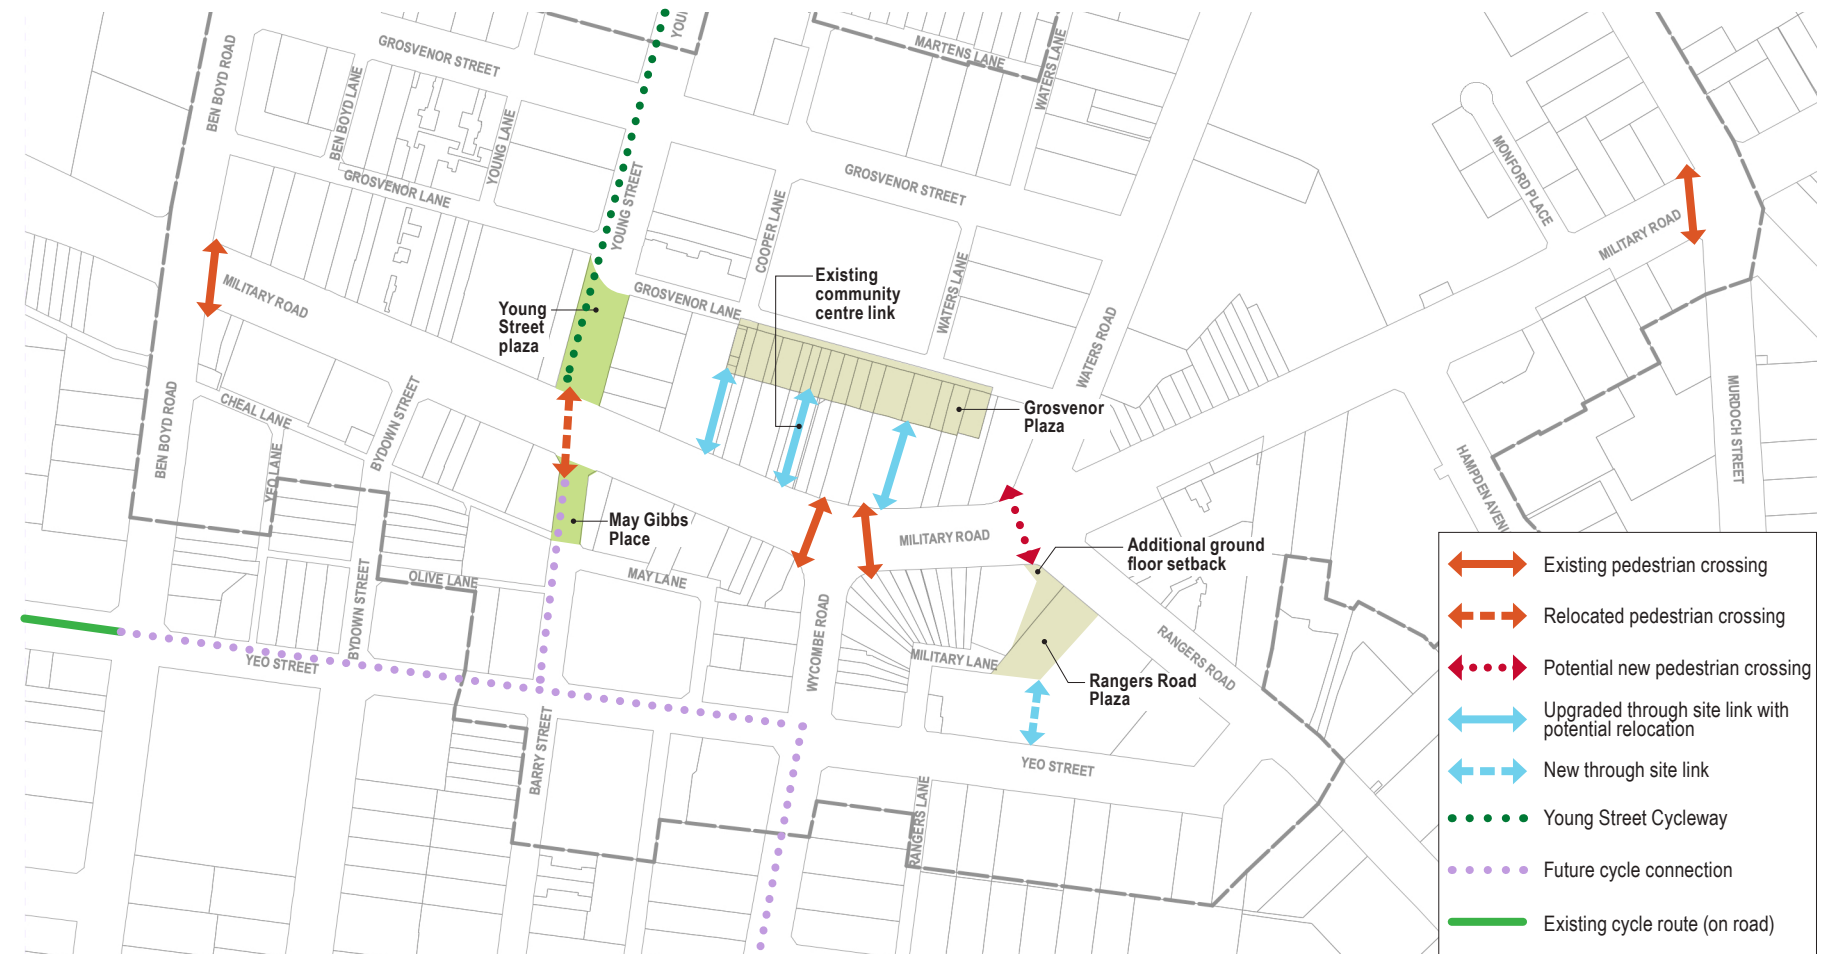 GROSVENOR STREET
BEN BOYD ROAD
BEN BOYD LANE
YOUNG LANE
GROSVENOR LANE
MARTENS LANE
WATERS LANE
YOUNG STREET
COOPER LANE
GROSVENOR STREET
WATERS LANE
MONFORD PLACE
MILITARY ROAD
MILITARY ROAD
GROSVENOR LANE
Existing
community
centre link
Young
Street
plaza
WATERS ROAD
Grosvenor
Plaza
MURDOCH STREET
BEN BOYD ROAD
CHEAL LANE
BYDOWN STREET
YEO LANE
HAMPDEN AVENU
May Gibbs
Place
MILITARY ROAD
Additional ground
floor setback
OLIVE LANE
MAY LANE
BYDOWN STREET
WYCOMBE ROAD
RANGERS ROAD
MILITARY LANE
YEO STREET
Rangers Road
Plaza
BARRY STREET
YEO STREET
RANGERS LANE
Existing pedestrian crossing
Relocated pedestrian crossing
Potential new pedestrian crossing
Upgraded through site link with
potential relocation
New through site link
Young Street Cycleway
Future cycle connection
Existing cycle route (on road)